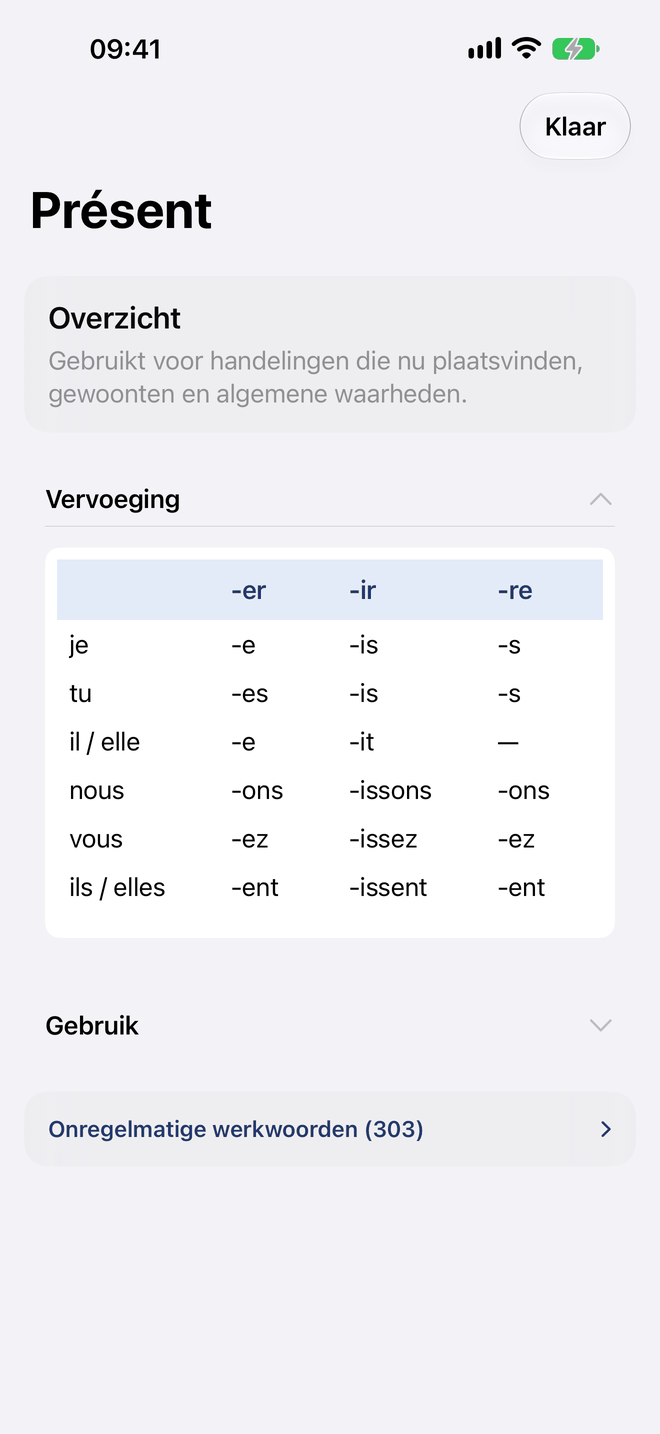 09:41
Klaar
Présent
Overzicht
Gebruikt voor handelingen die nu plaatsvinden,
gewoonten en algemene waarheden.
Vervoeging
-er -ir -re
je -e -is -s
tu -es -is -s
il / elle -e -it —
nous -ons -issons -ons
vous -ez -issez -ez
ils / elles -ent -issent -ent
Gebruik
Onregelmatige werkwoorden (303)